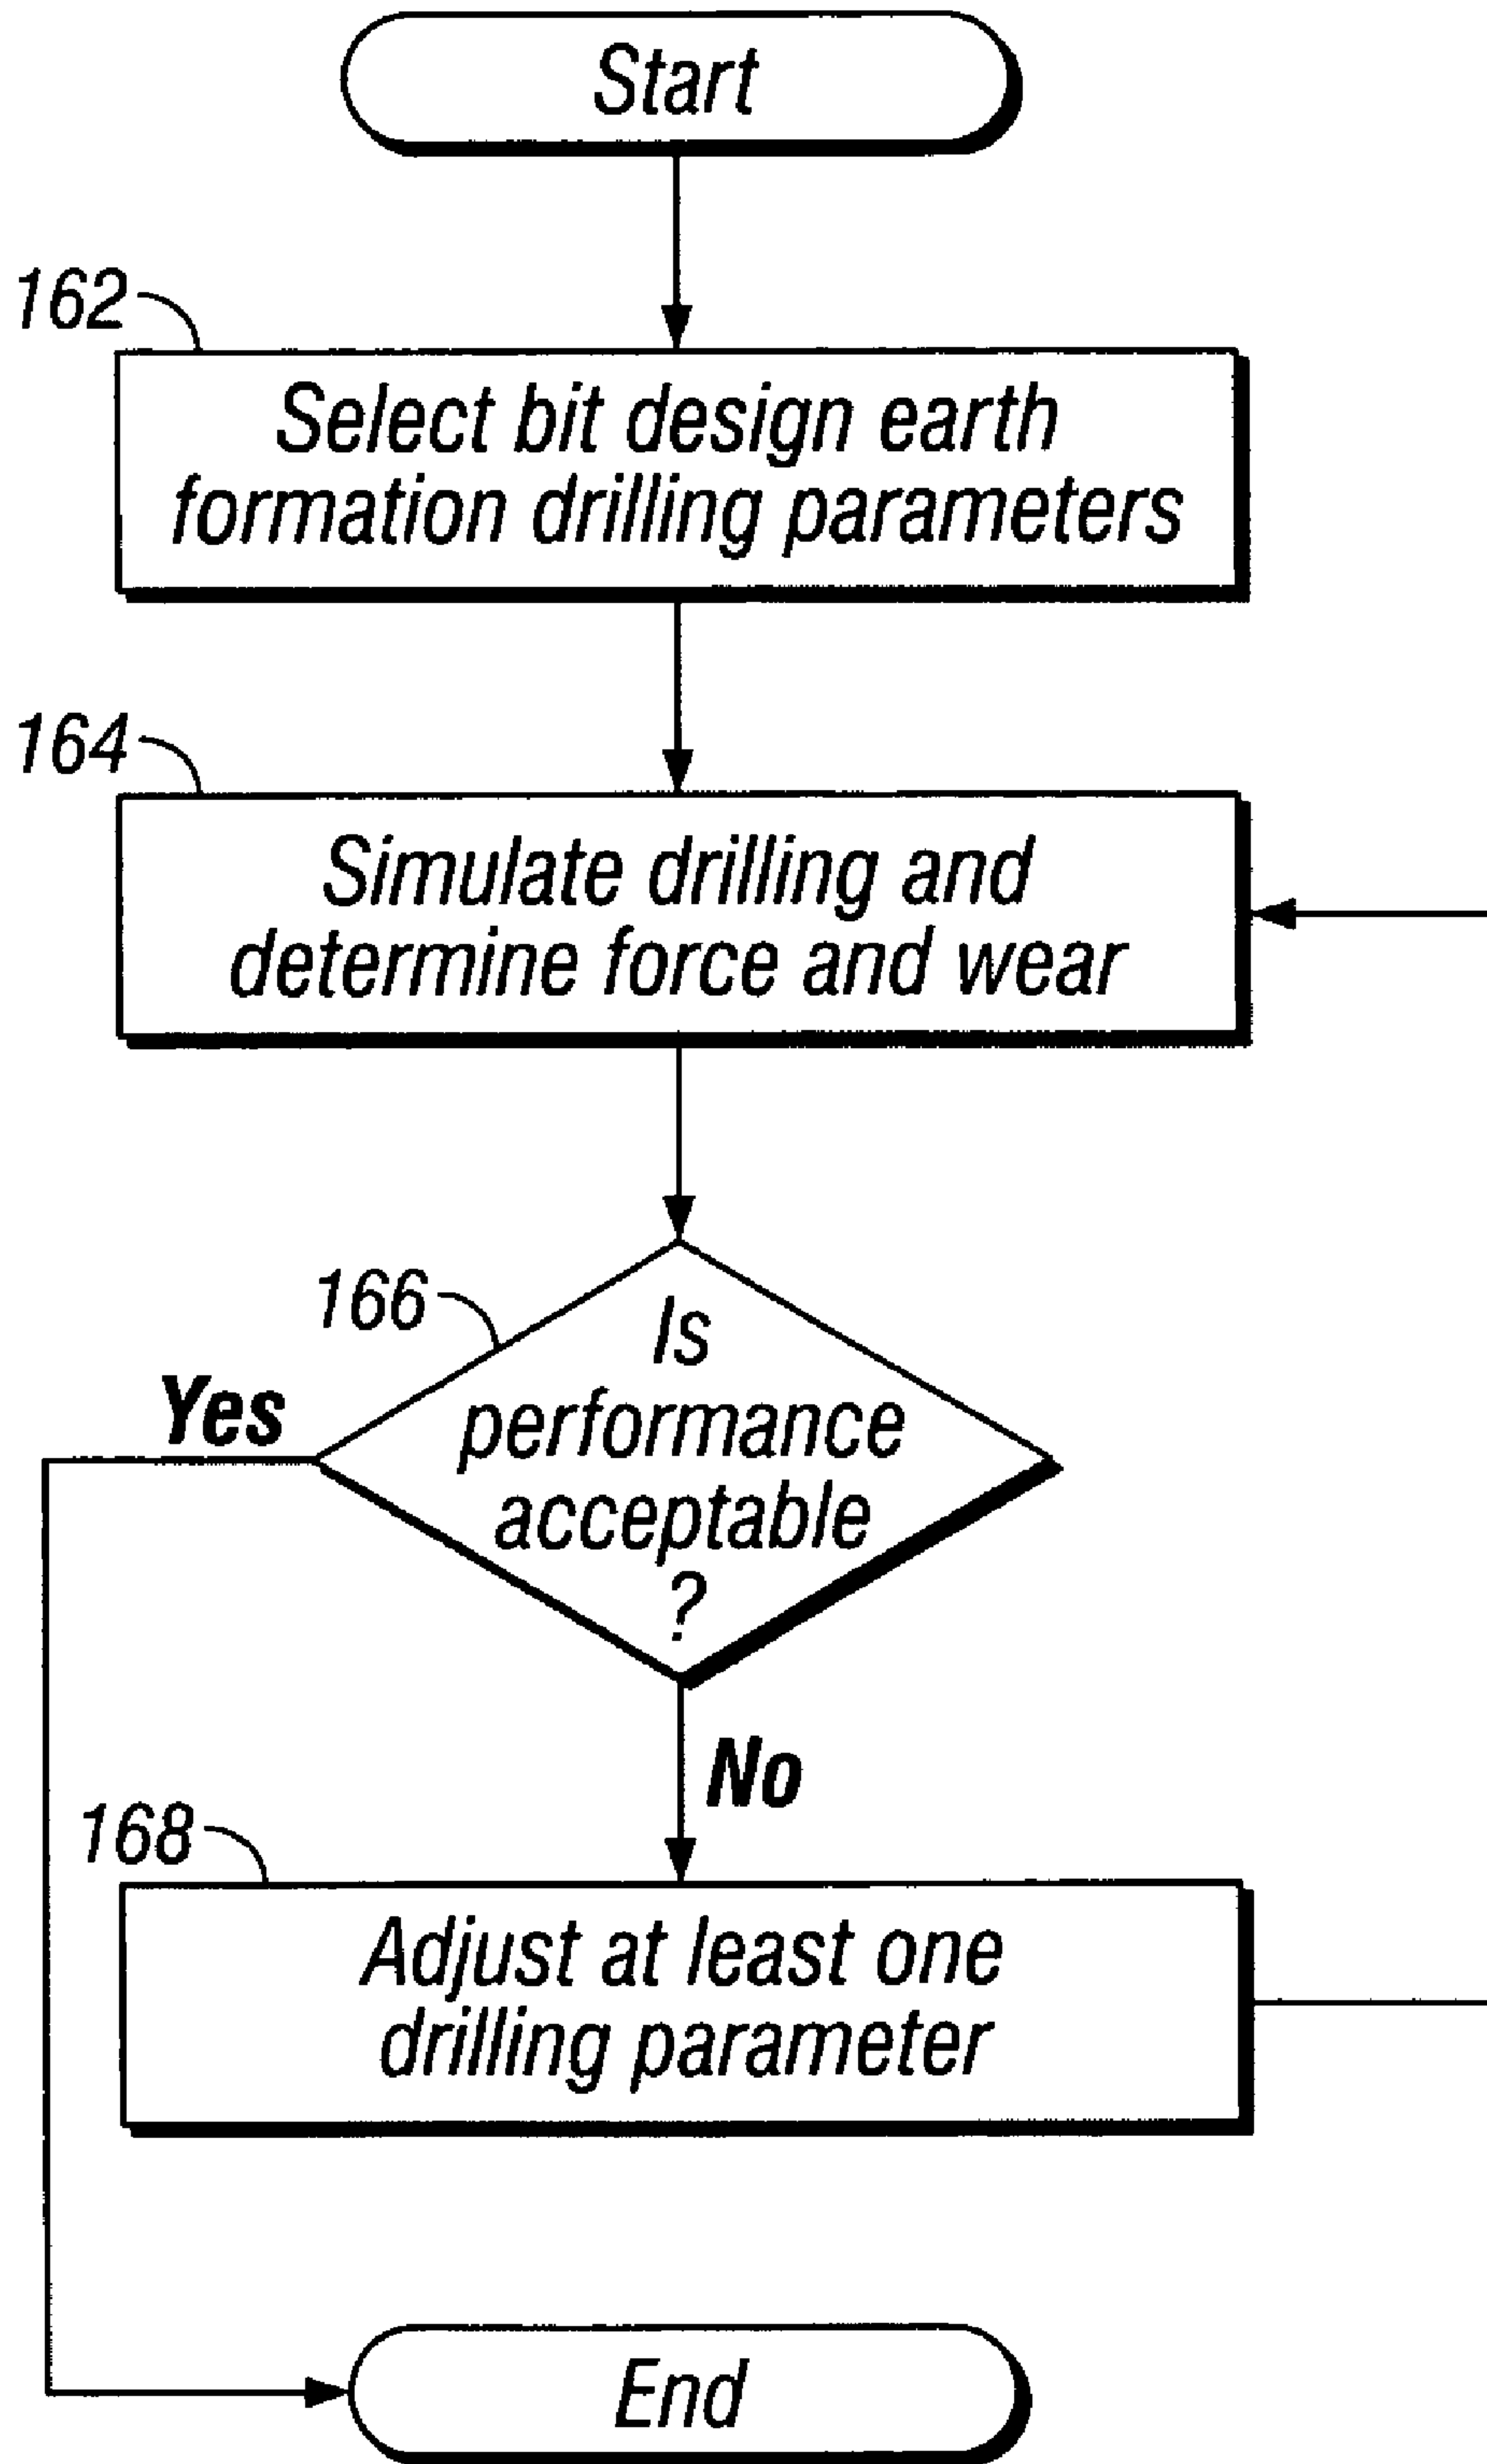 Start
162
Select bit design earth
formation drilling parameters
164
Simulate drilling and
determine force and wear
166
Is
performance
acceptable
?
Yes
No
168
Adjust at least one
drilling parameter
End